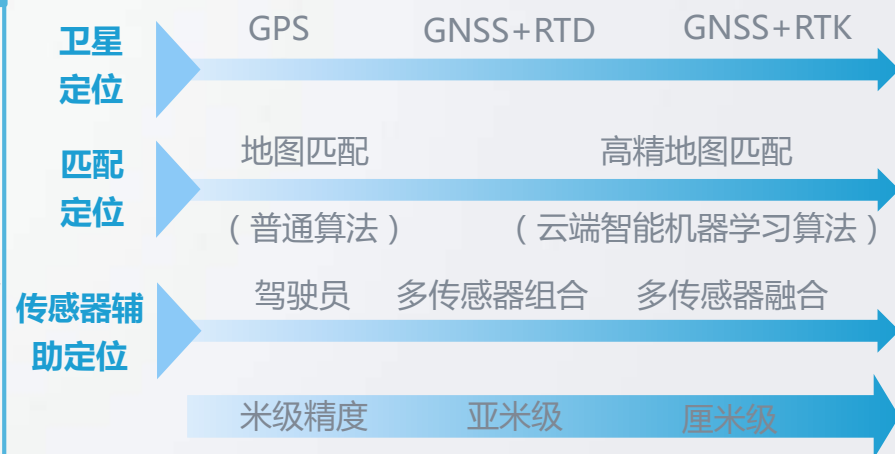 卫星
定位
GPS
GNSS+RTD
GNSS+RTK
匹配
定位
地图匹配
高精地图匹配
（普通算法）
（云端智能机器学习算法）
传感器辅
助定位
驾驶员
多传感器组合
多传感器融合
米级精度
亚米级
厘米级